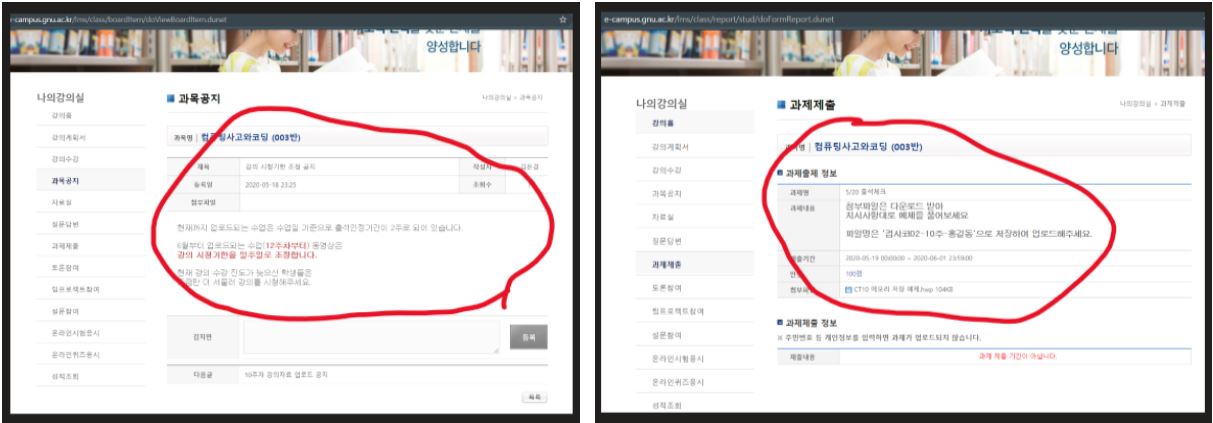 e-campus.gnu.ac.kr/lms/class/boardItem/doViewBoardItem.dunet
양성합니다
나의강의실
강의홈
강의계획서
강의수강
과목공지
자료실
질문답변
과제제출
토론참여
팀프로젝트참여
설문참여
온라인시험응시
온라인퀴즈응시
성적조회
과목공지
나의강의실 > 과목공지
과목명 | 컴퓨팅사고와코딩 (003반)
제목 강의 시청기한 조정 공지 작성자
등록일 2020-05-18 23:25 조회수
첨부파일
현재까지 업로드되는 수업은 수업일 기준으로 출석인정기간이 2주로 되어 있습니다.
6월부터 업로드되는 수업(12주차부터) 동영상은
강의 시청기한을 일주일로 조정합니다.
현재 강의 수강 진도가 늦으신 학생들은
더 서둘러 강의를 시청해주세요.
등록
다음글 10주차 강의자료 업로드 공지
목록
e-campus.gnu.ac.kr/lms/class/report/stud/doFormReport.dunet
양성합니다
나의강의실
강의홈
강의계획서
강의수강
과목공지
자료실
질문답변
과제제출
토론참여
팀프로젝트참여
설문참여
온라인시험응시
온라인퀴즈응시
성적조회
과제제출
나의강의실 > 과제제출
과목명 | 컴퓨팅사고와코딩 (003반)
과제출제 정보
과제명 5/20 출석체크
과제내용 첨부파일은 다운로드 받아
지시사항대로 예제를 풀어보세요
파일명은 '컴사코02-10주-홍길동'으로 저장하여 업로드해주세요.
제출기간 2020-05-19 00:00:00 ~ 2020-06-01 23:59:00
100점
첨부파일 CT10 메모리 저장 예제.hwp 104KB
과제제출 정보
※ 주민번호 등 개인정보를 입력하면 과제가 업로드되지 않습니다.
제출내용 과제 제출 기간이 아닙니다.